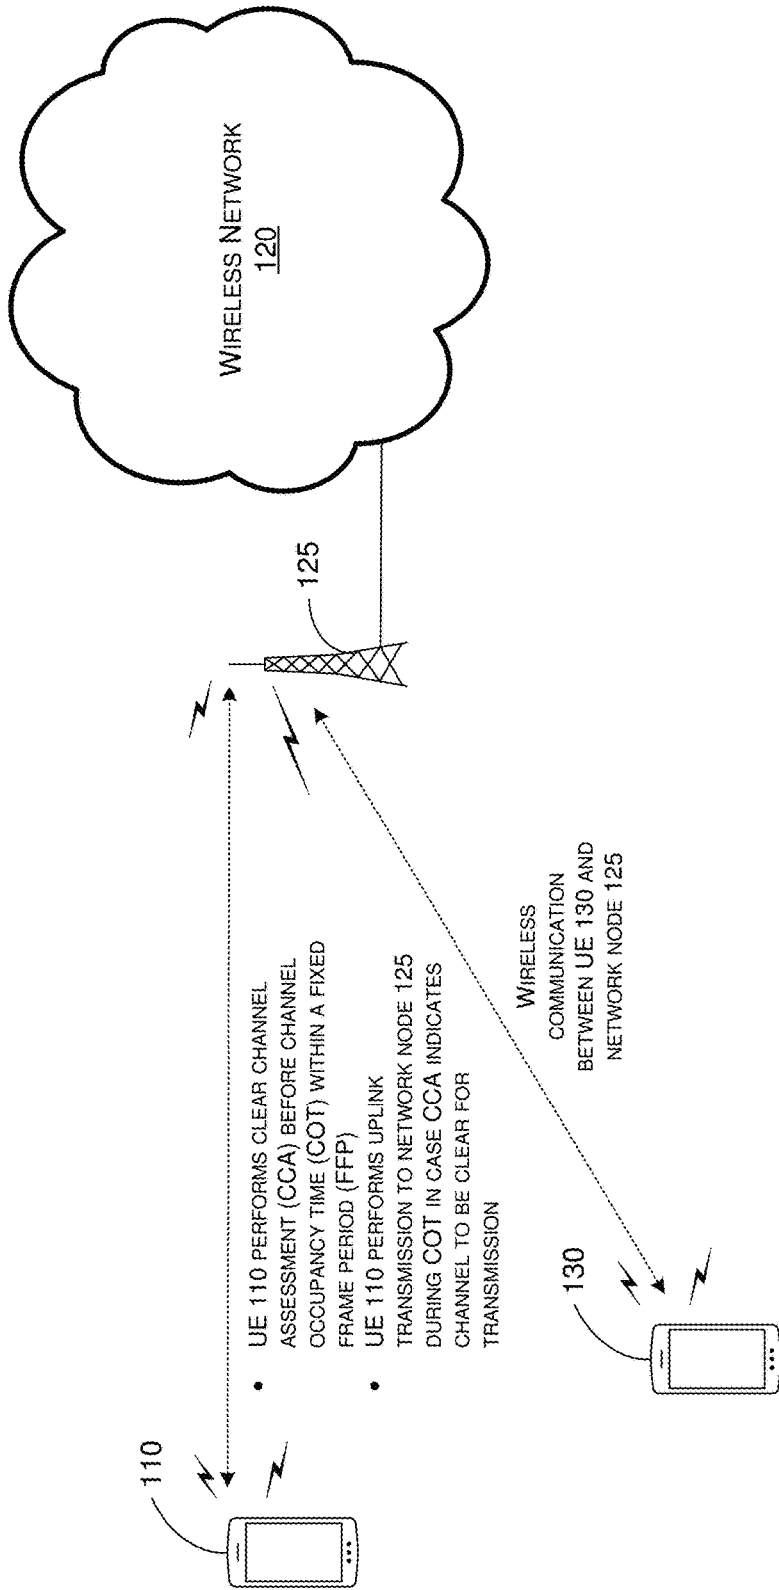 WIRELESS NETWORK
120
125
110
• UE 110 PERFORMS CLEAR CHANNEL
ASSESSMENT (CCA) BEFORE CHANNEL
OCCUPANCY TIME (COT) WITHIN A FIXED
FRAME PERIOD (FFP)
• UE 110 PERFORMS UPLINK
TRANSMISSION TO NETWORK NODE 125
DURING COT IN CASE CCA INDICATES
CHANNEL TO BE CLEAR FOR
TRANSMISSION
WIRELESS
COMMUNICATION
BETWEEN UE 130 AND
NETWORK NODE 125
130